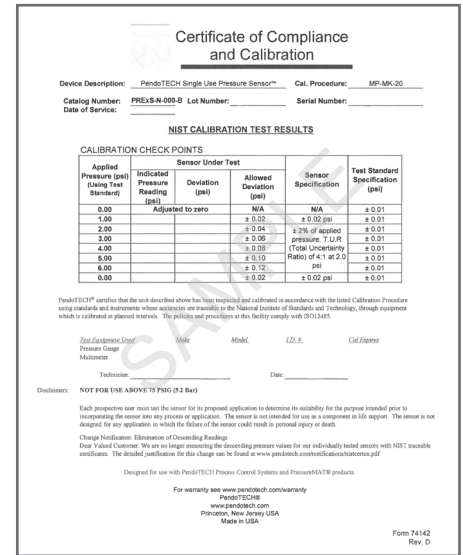 Certificate of Compliance
and Calibration
Device Description: PendoTECH Single Use Pressure Sensor™ Cal. Procedure: MP-MK-20
Catalog Number: PRExS-N-000-B Lot Number: Serial Number:
Date of Service:
NIST CALIBRATION TEST RESULTS
CALIBRATION CHECK POINTS
Applied Pressure (psi) (Using Test Standard) Sensor Under Test Sensor Specification Test Standard Specification (psi)
Indicated Pressure Reading (psi) Deviation (psi) Allowed Deviation (psi)
0.00 Adjusted to zero N/A N/A ± 0.01
1.00 ± 0.02 ± 0.02 psi ± 0.01
2.00 ± 0.04 ± 2% of applied pressure. T.U.R (Total Uncertainty Ratio) of 4:1 at 2.0 psi ± 0.01
3.00 ± 0.06 ± 0.01
4.00 ± 0.08 ± 0.01
5.00 ± 0.10 ± 0.01
6.00 ± 0.12 ± 0.01
0.00 ± 0.02 ± 0.02 psi ± 0.01
SAMPLE
PendoTECH® certifies that the unit described above has been inspected and calibrated in accordance with the listed Calibration Procedure
using standards and instruments whose accuracies are traceable to the National Institute of Standards and Technology, through equipment
which is calibrated at planned intervals. The policies and procedures at this facility comply with ISO13485.
Test Equipment Used Make Model I.D. # Cal Expires
Pressure Gauge
Multimeter
Technician: Date:
Disclaimers: NOT FOR USE ABOVE 75 PSIG (5.2 Bar)
Each prospective user must test the sensor for its proposed application to determine its suitability for the purpose intended prior to
incorporating the sensor into any process or application. The sensor is not intended for use as a component in life support. The sensor is not
designed for any application in which the failure of the sensor could result in personal injury or death.
Change Notification: Elimination of Descending Readings
Dear Valued Customer: We are no longer measuring the descending pressure values for our individually tested sensors with NIST traceable
certificates. The detailed justification for this change can be found at www.pendotech.com/notifications/nistcertcx.pdf
Designed for use with PendoTECH Process Control Systems and PressureMAT® products.
For warranty see www.pendotech.com/warranty
PendoTECH®
www.pendotech.com
Princeton, New Jersey USA
Made in USA
Form 74142
Rev. D